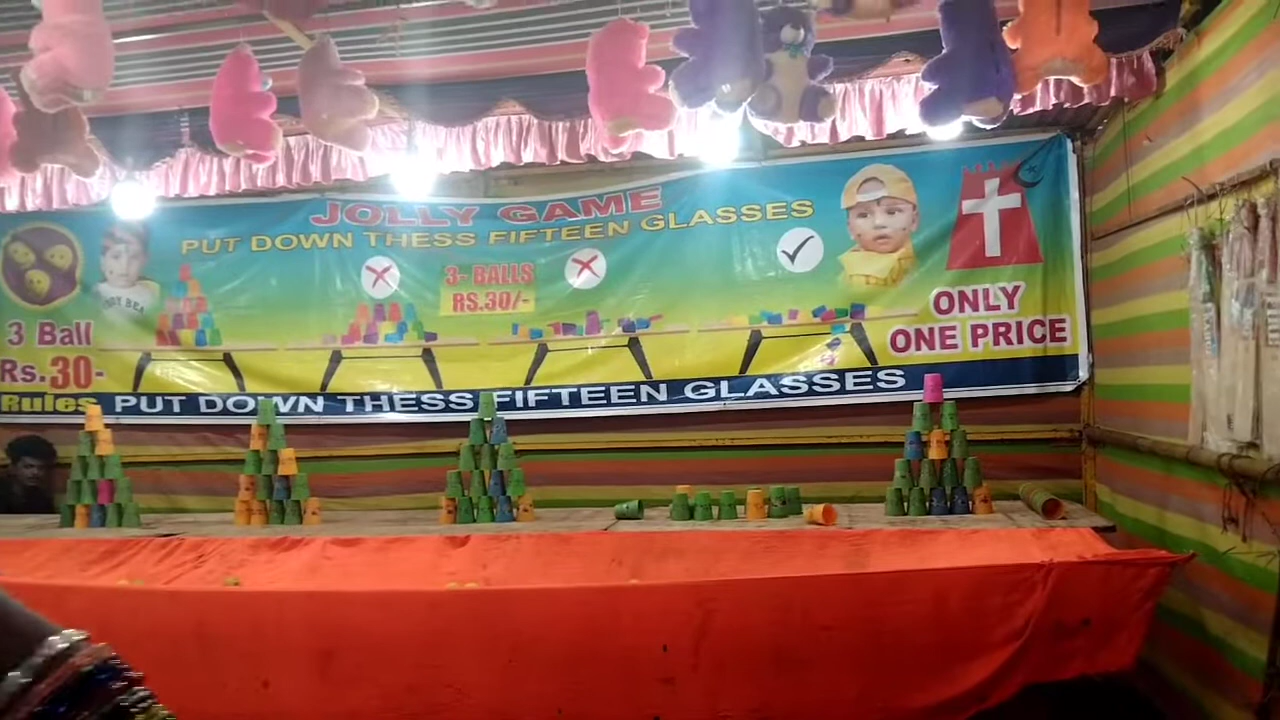 JOLLY GAME
PUT DOWN THESS FIFTEEN GLASSES
3- BALLS
RS.30/-
3 Ball
Rs.30-
Rules
PUT DOWN THESS FIFTEEN GLASSES
ONLY
ONE PRICE